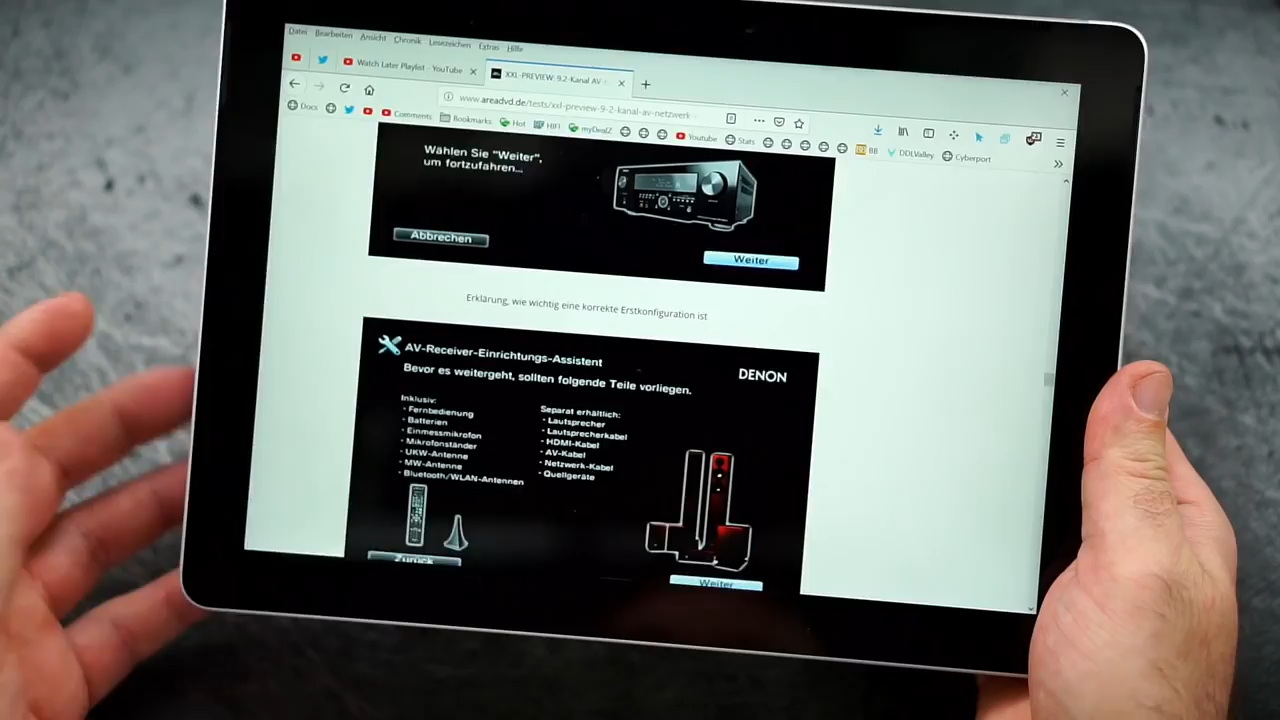 Datei Bearbeiten Ansicht Chronik Lesezeichen Extras Hilfe
Watch Later Playlist - YouTube
XXL-PREVIEW: 9.2-Kanal AV -
www.areadvd.de/tests/xxl-preview-9-2-kanal-av-netzwerk
Docs Comments Bookmarks Hot HIFI myDealZ Youtube Stats BB DDLValley Cyberport
Wählen Sie "Weiter",
um fortzufahren...
Abbrechen
Weiter
Erklärung, wie wichtig eine korrekte Erstkonfiguration ist
AV-Receiver-Einrichtungs-Assistent
DENON
Bevor es weitergeht, sollten folgende Teile vorliegen.
Inklusiv:
· Fernbedienung
· Batterien
· Einmessmikrofon
· Mikrofonständer
· UKW-Antenne
· MW-Antenne
· Bluetooth/WLAN-Antennen
Separat erhältlich:
· Lautsprecher
· Lautsprecherkabel
· HDMI-Kabel
· AV-Kabel
· Netzwerk-Kabel
· Quellgeräte
Zurück
Weiter